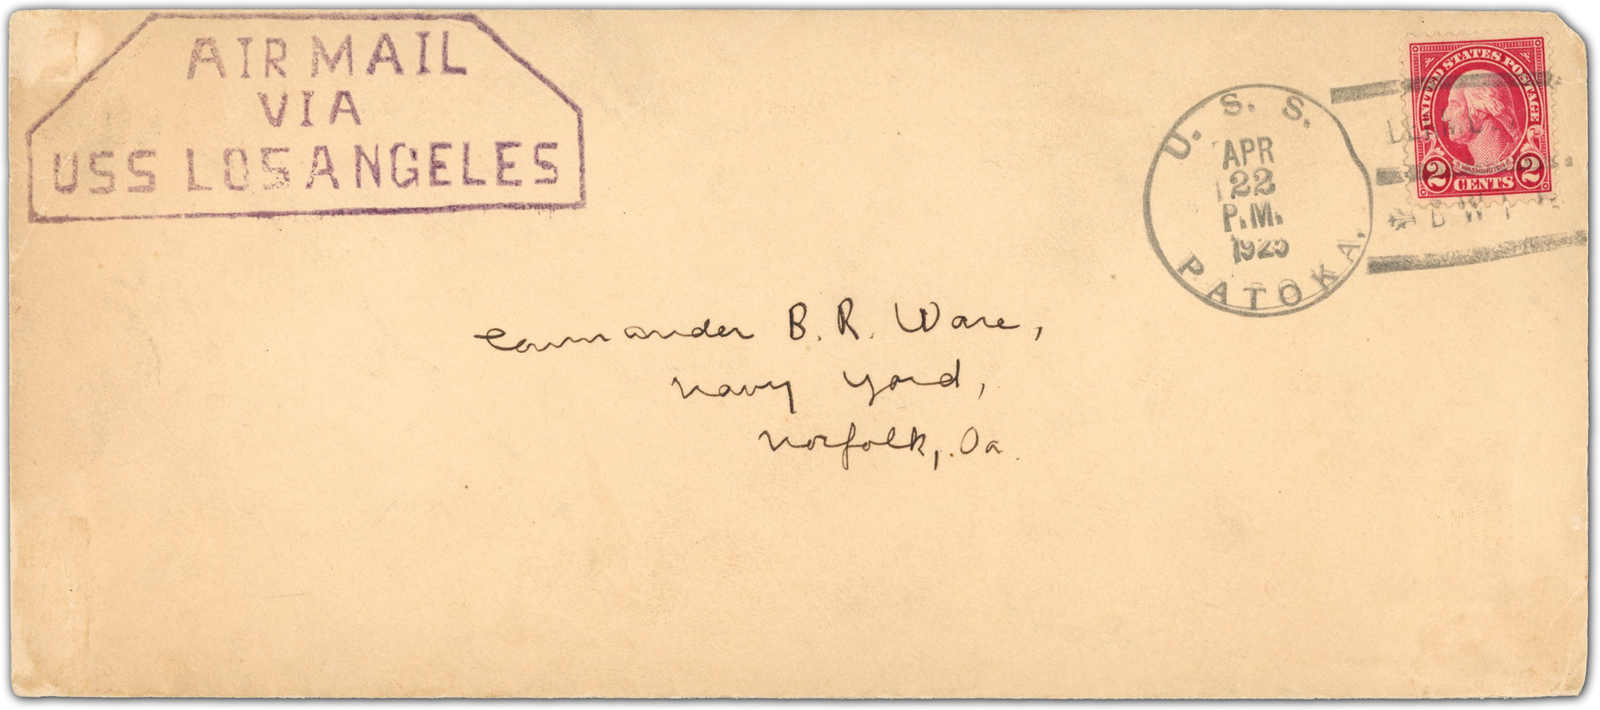 AIR MAIL
VIA
USS LOS ANGELES
U. S. S.
APR
22
P.M.
1925
PATOKA.
UNITED STATES POSTAGE
WASHINGTON
2 CENTS 2
Commander B. R. Ware,
Navy Yard,
Norfolk, Va.